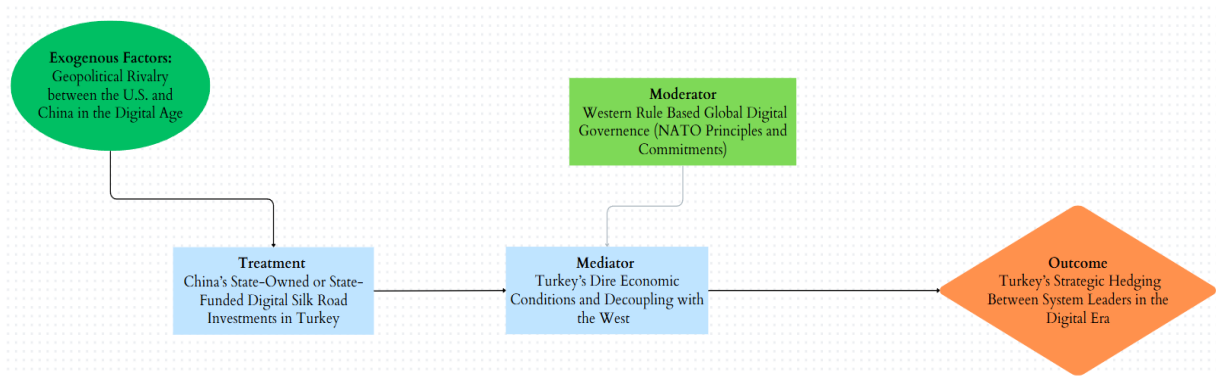 Exogenous Factors:
Geopolitical Rivalry
between the U.S. and
China in the Digital Age
Moderator
Western Rule Based Global Digital
Governence (NATO Principles and
Commitments)
Treatment
China's State-Owned or State-
Funded Digital Silk Road
Investments in Turkey
Mediator
Turkey's Dire Economic
Conditions and Decoupling with
the West
Outcome
Turkey's Strategic Hedging
Between System Leaders in the
Digital Era